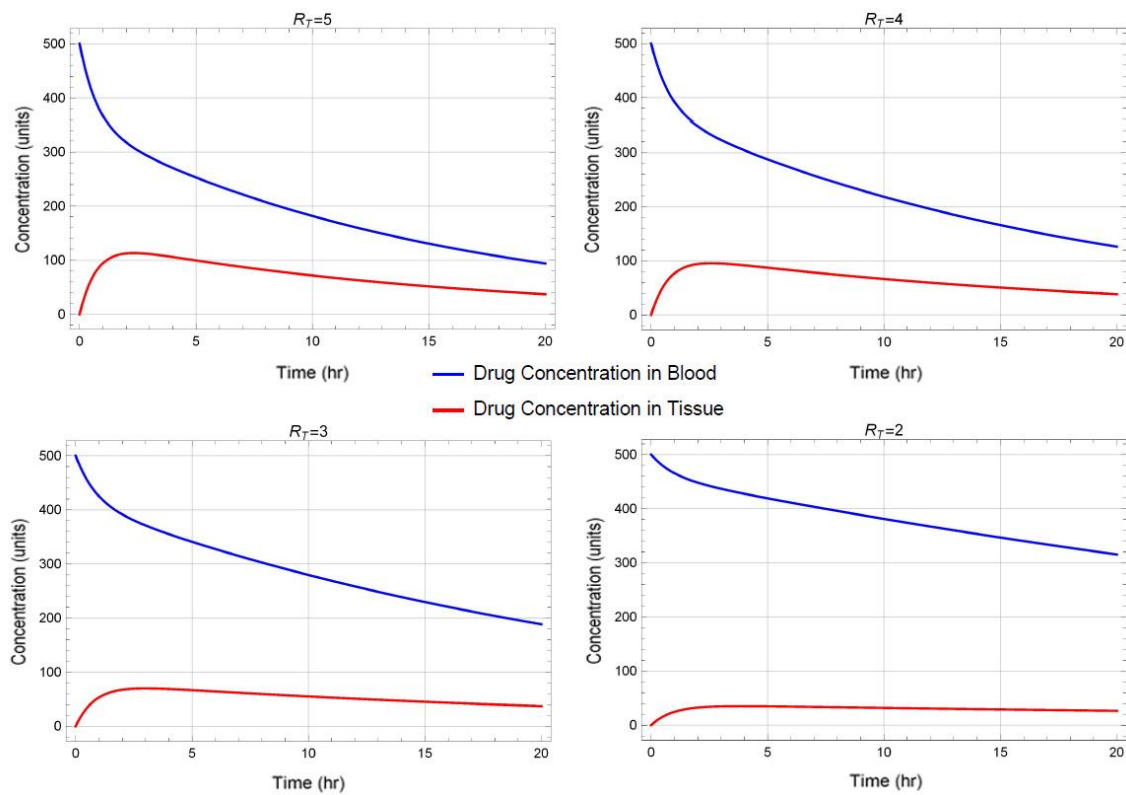 R_T=5
500
400
300
200
100
0
Concentration (units)
0 5 10 15 20
Time (hr)
R_T=4
500
400
300
200
100
0
Concentration (units)
0 5 10 15 20
Time (hr)
Drug Concentration in Blood
Drug Concentration in Tissue
R_T=3
500
400
300
200
100
0
Concentration (units)
0 5 10 15 20
Time (hr)
R_T=2
500
400
300
200
100
0
Concentration (units)
0 5 10 15 20
Time (hr)